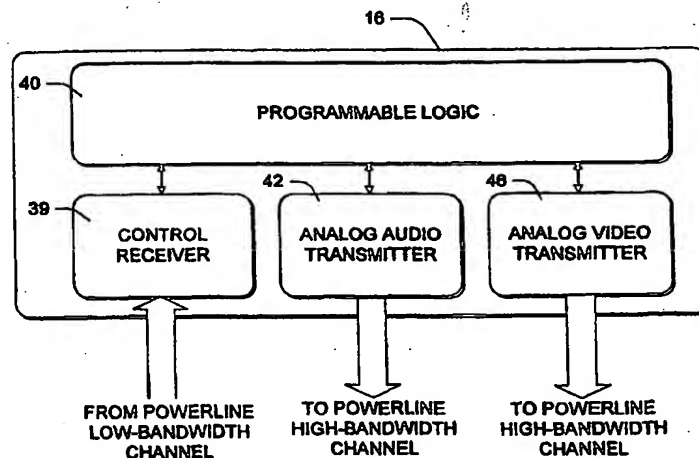 16
40
PROGRAMMABLE LOGIC
39
CONTROL
RECEIVER
42
ANALOG AUDIO
TRANSMITTER
46
ANALOG VIDEO
TRANSMITTER
FROM POWERLINE
LOW-BANDWIDTH
CHANNEL
TO POWERLINE
HIGH-BANDWIDTH
CHANNEL
TO POWERLINE
HIGH-BANDWIDTH
CHANNEL